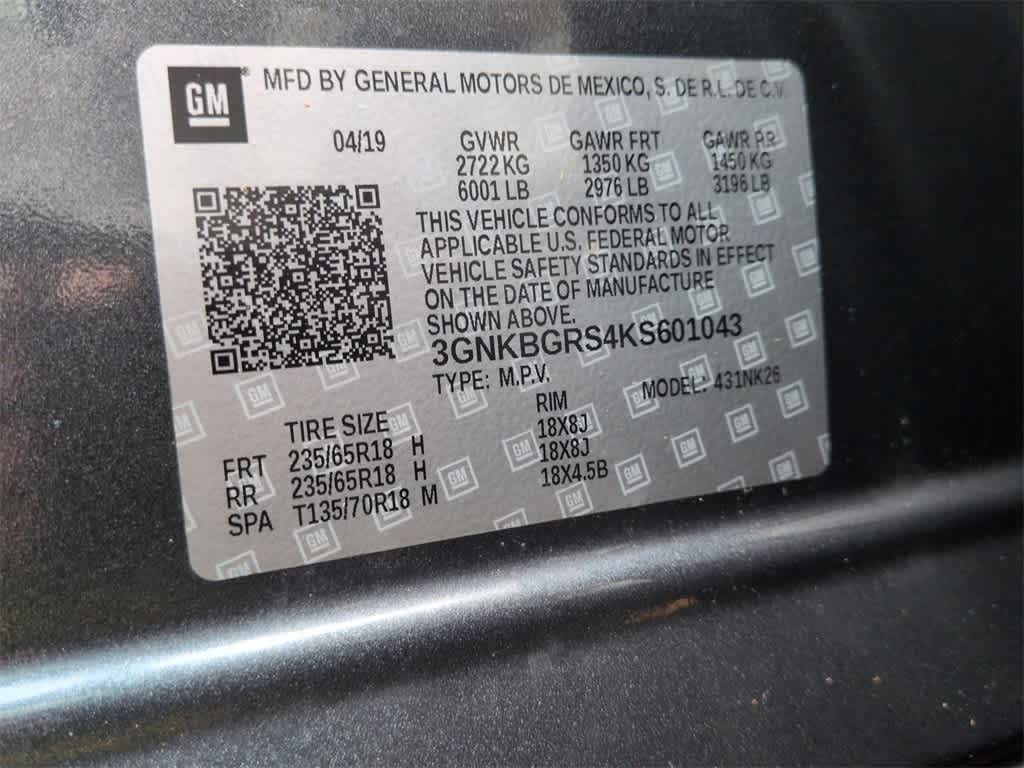 GM® MFD BY GENERAL MOTORS DE MEXICO, S. DE R.L. DE C.V.
04/19 GVWR GAWR FRT GAWR RR
2722 KG 1350 KG 1450 KG
6001 LB 2976 LB 3196 LB
THIS VEHICLE CONFORMS TO ALL
APPLICABLE U.S. FEDERAL MOTOR
VEHICLE SAFETY STANDARDS IN EFFECT
ON THE DATE OF MANUFACTURE
SHOWN ABOVE.
3GNKBGRS4KS601043
TYPE: M.P.V. MODEL: 431NK26
TIRE SIZE RIM
FRT 235/65R18 H 18X8J
RR 235/65R18 H 18X8J
SPA T135/70R18 M 18X4.5B